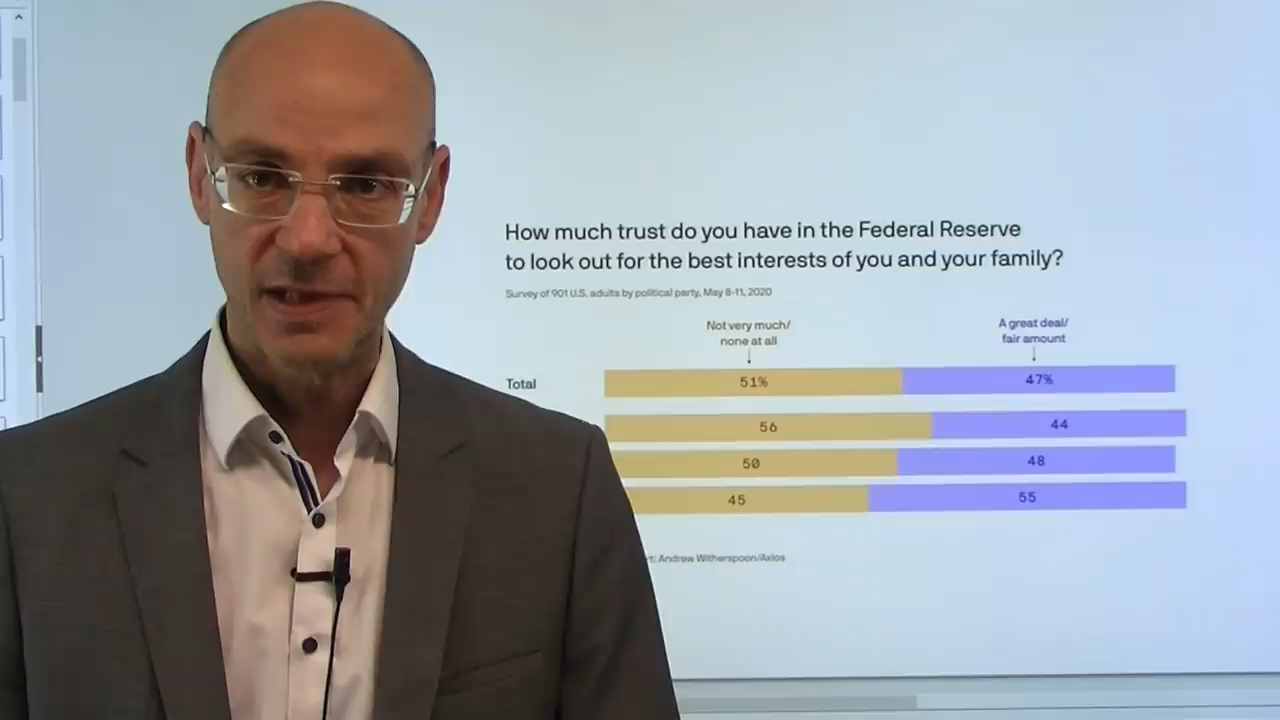 How much trust do you have in the Federal Reserve
to look out for the best interests of you and your family?
Survey of 901 U.S. adults by political party, May 8-11, 2020
Not very much/
none at all
A great deal/
fair amount
Total
51%
47%
56
44
50
48
45
55
Andrew Witherspoon/Axios